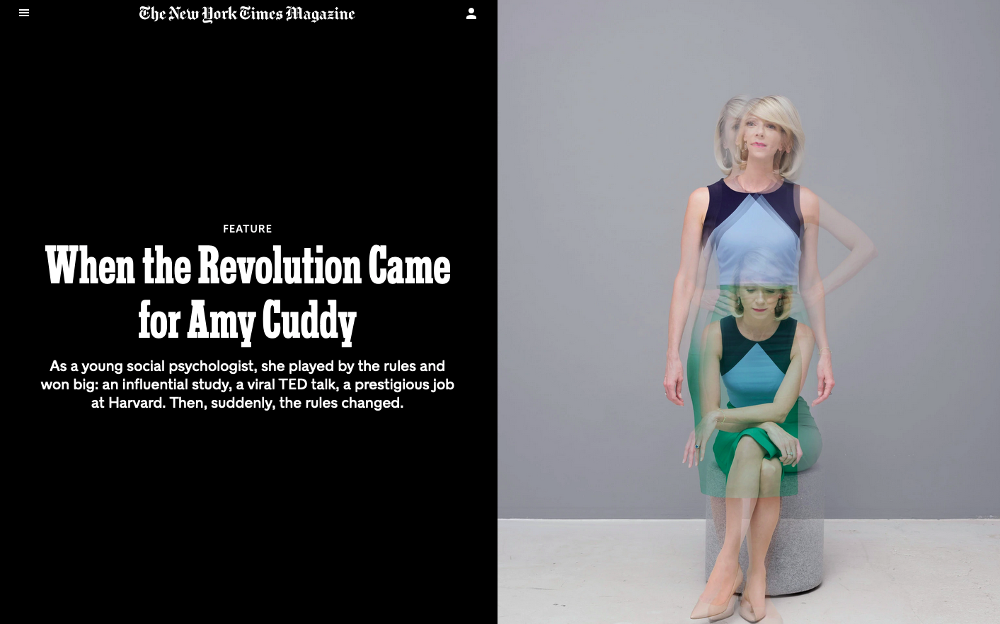 The New York Times Magazine
FEATURE
When the Revolution Came
for Amy Cuddy
As a young social psychologist, she played by the rules and
won big: an influential study, a viral TED talk, a prestigious job
at Harvard. Then, suddenly, the rules changed.